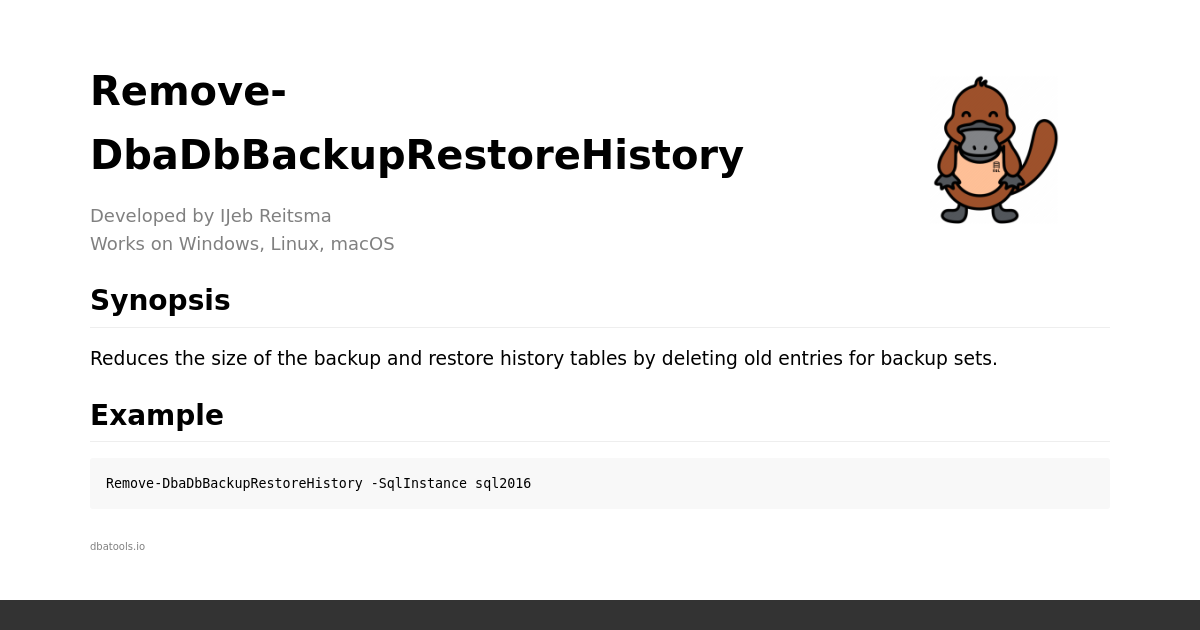 Remove-
DbaDbBackupRestoreHistory
Developed by IJeb Reitsma
Works on Windows, Linux, macOS
Synopsis
Reduces the size of the backup and restore history tables by deleting old entries for backup sets.
Example
Remove-DbaDbBackupRestoreHistory -SqlInstance sql2016
dbatools.io